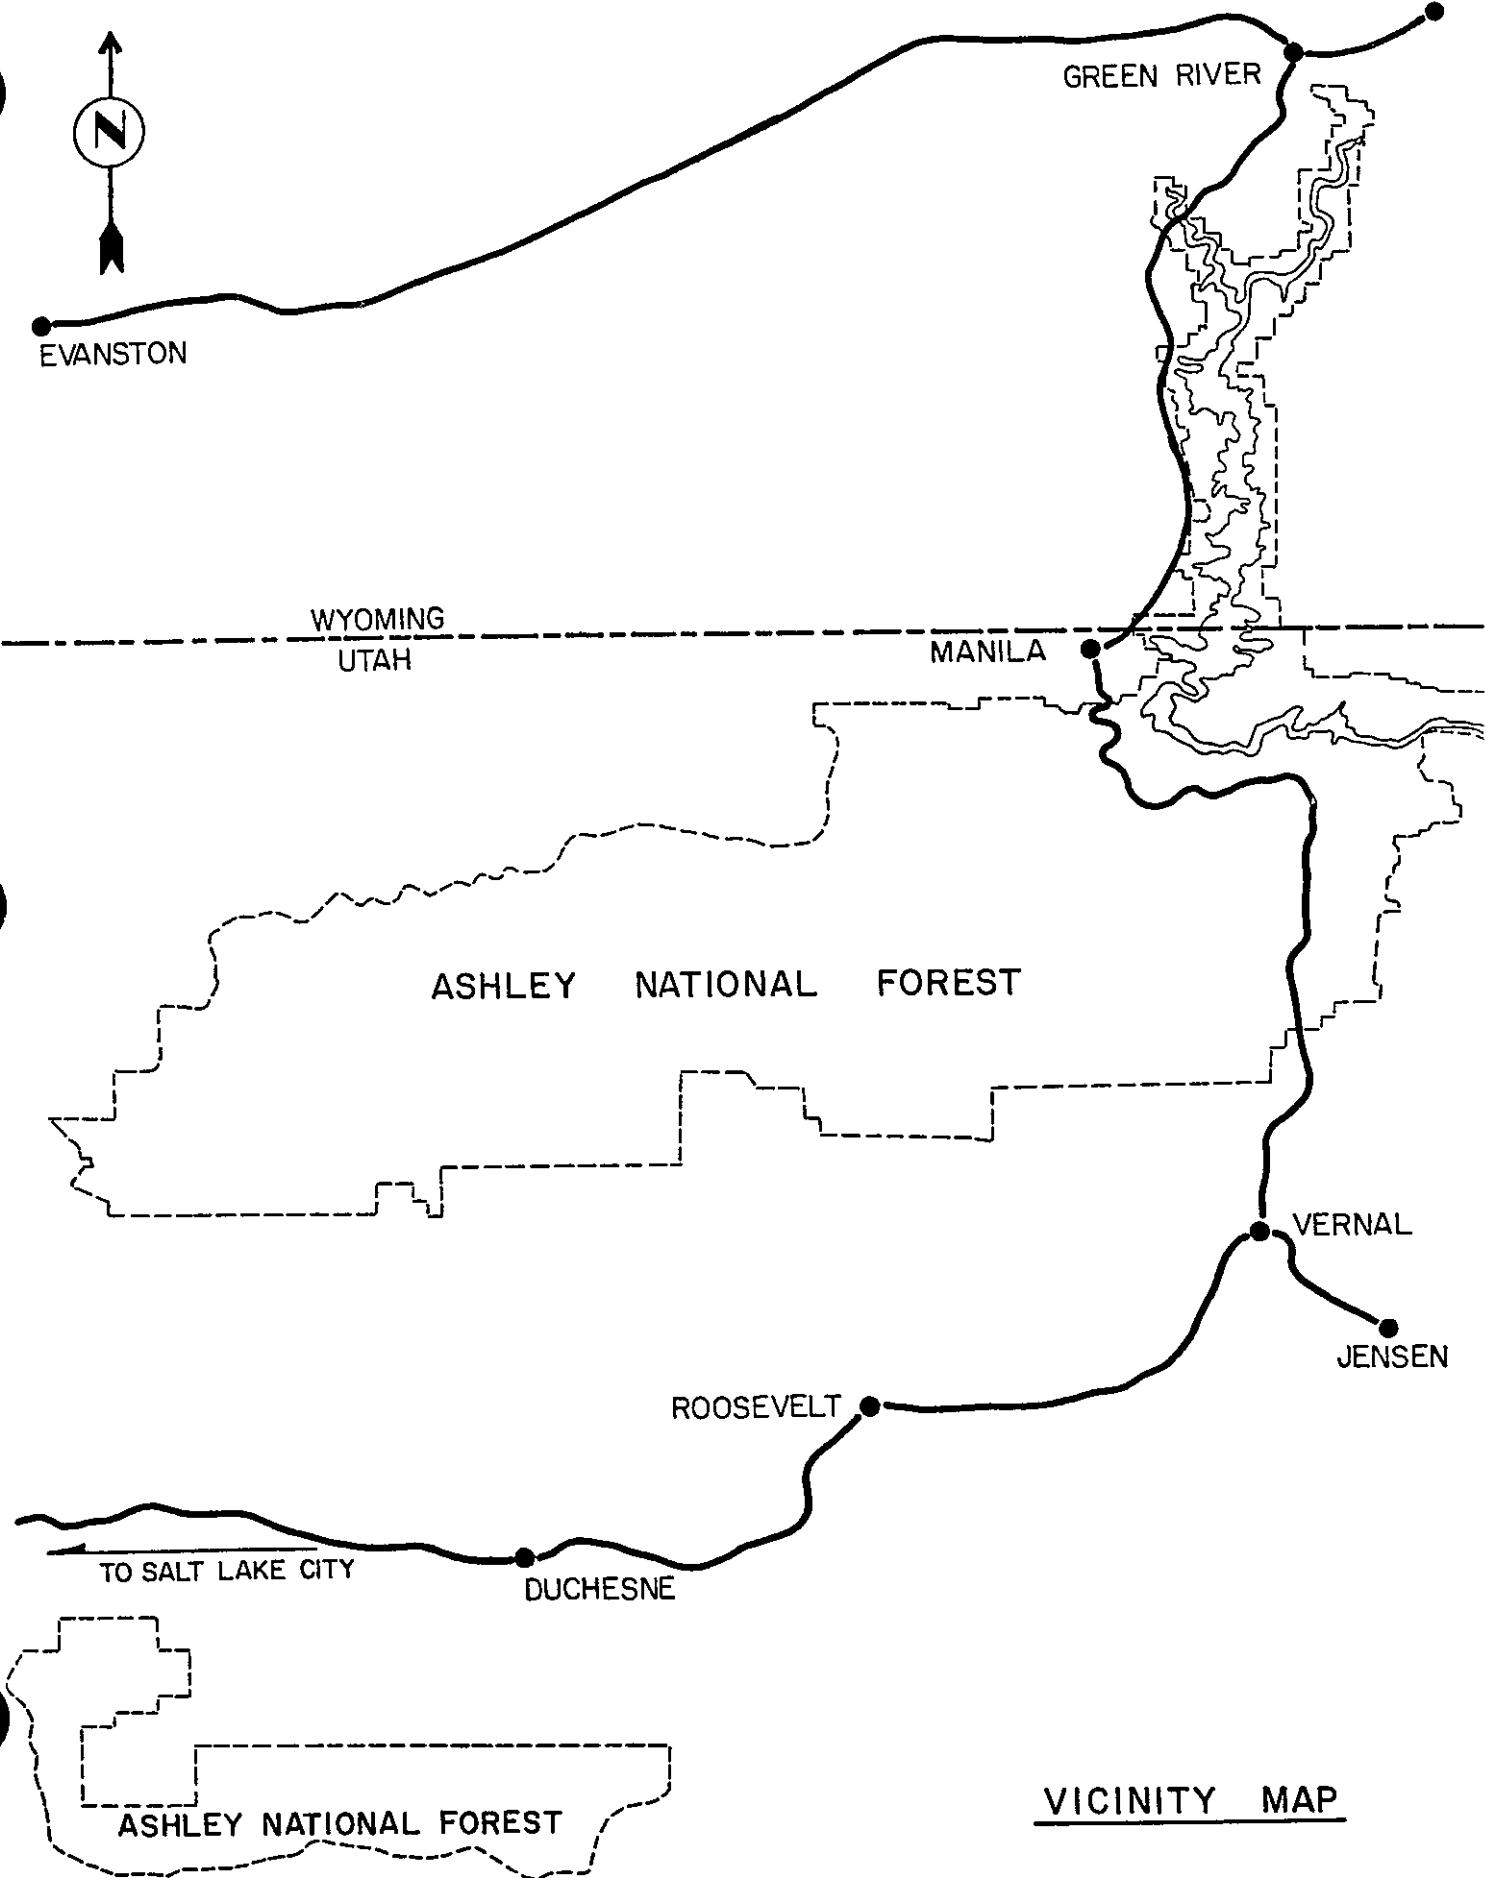 GREEN RIVER
N
EVANSTON
WYOMING
UTAH
MANILA
ASHLEY NATIONAL FOREST
VERNAL
JENSEN
ROOSEVELT
TO SALT LAKE CITY
DUCHESNE
VICINITY MAP
ASHLEY NATIONAL FOREST